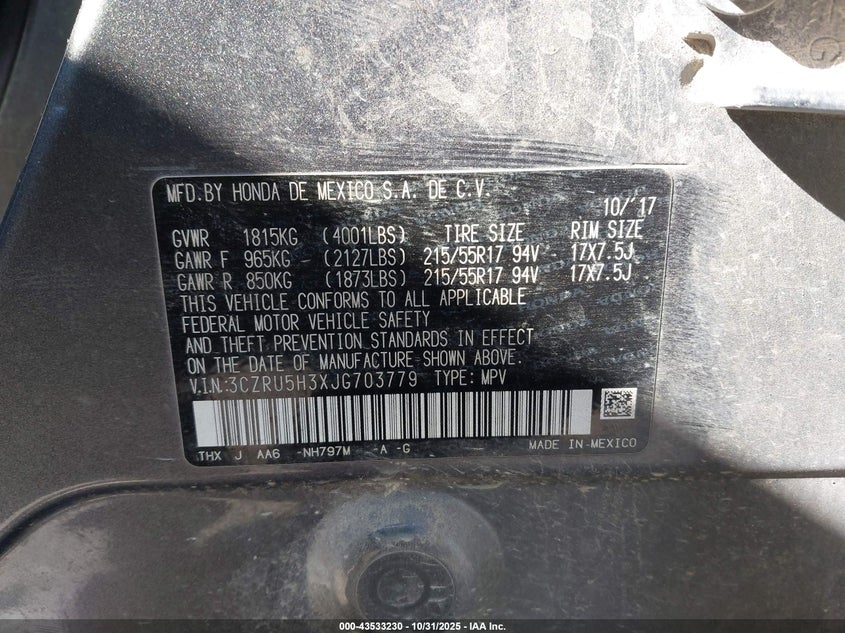 MFD. BY HONDA DE MEXICO S.A. DE C.V.
10/'17
GVWR 1815KG (4001LBS) TIRE SIZE RIM SIZE
GAWR F 965KG (2127LBS) 215/55R17 94V 17X7.5J
GAWR R 850KG (1873LBS) 215/55R17 94V 17X7.5J
THIS VEHICLE CONFORMS TO ALL APPLICABLE
FEDERAL MOTOR VEHICLE SAFETY
AND THEFT PREVENTION STANDARDS IN EFFECT
ON THE DATE OF MANUFACTURE SHOWN ABOVE.
V.I.N.:3CZRU5H3XJG703779 TYPE: MPV
THX J AA6 -NH797M -A -G MADE IN MEXICO
000-43533230 - 10/31/2025 - IAA Inc.